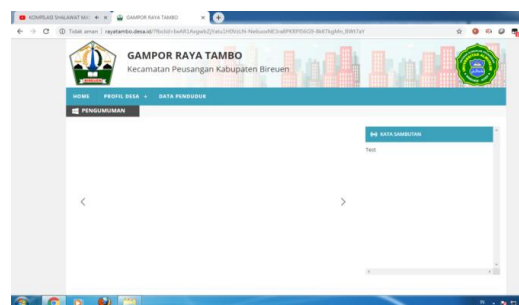 KOMPILASI SHALAWAT SER
GAMPOR RAYA TAMBO
Tidak aman
rayatambo.desa.id
GAMPOR RAYA TAMBO
Kecamatan Peusangan Kabupaten Bireuen
HOME PROFIL DESA + DATA PENDUDUK
PENGUMUMAN
KATA SAMBUTAN
Test